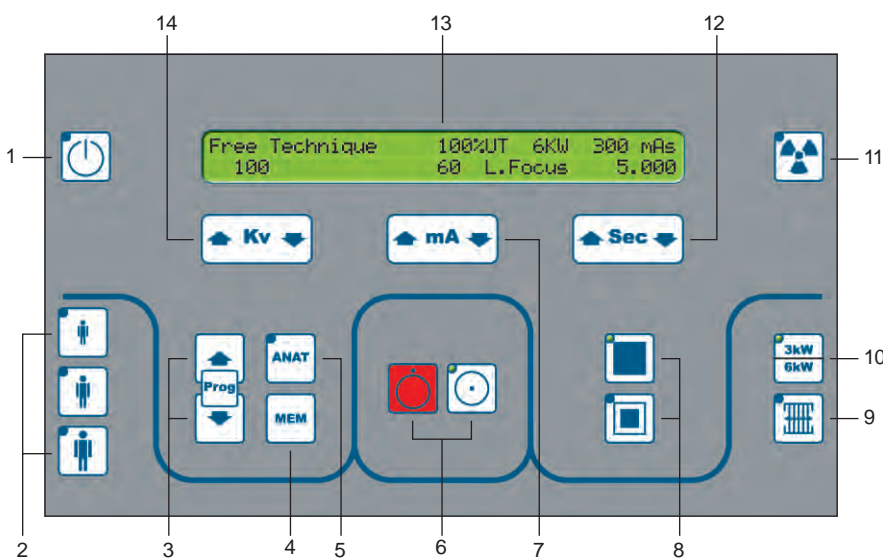 14 13 12
1
Free Technique 100%UT 6KW 300 mAs
100 60 L.Focus 5.000
11
Kv mA Sec
ANAT
3kW
6kW
10
Prog
MEM
9
2 3 4 5 6 7 8